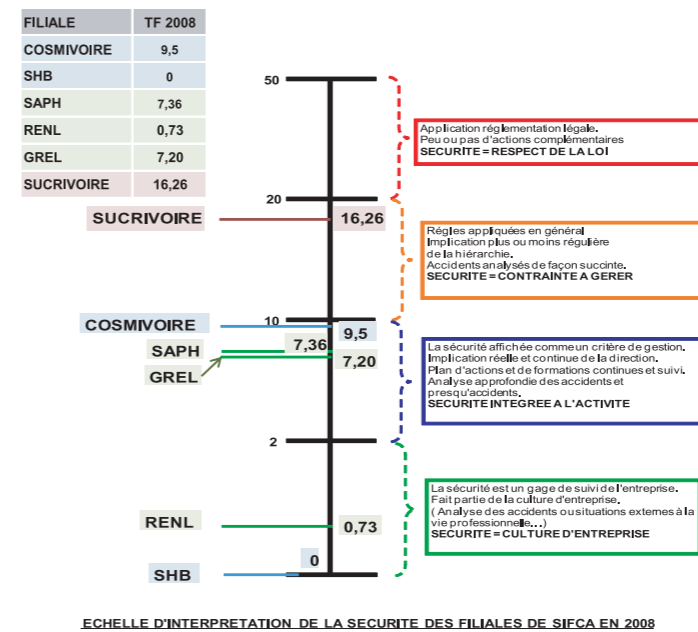 FILIALE TF 2008
COSMIVOIRE 9,5
SHB 0
SAPH 7,36
RENL 0,73
GREL 7,20
SUCRIVOIRE 16,26
50
Application réglementation légale.
Peu ou pas d'actions complémentaires
SECURITE = RESPECT DE LA LOI
20
SUCRIVOIRE 16,26
Régles appliquées en général
Implication plus ou moins régulière
de la hiérarchie.
Accidents analysés de façon succinte.
SECURITE = CONTRAINTE A GERER
10
COSMIVOIRE 9,5
SAPH 7,36
GREL 7,20
La sécurité affichée comme un critère de gestion.
Implication réelle et continue de la direction.
Plan d'actions et de formations continues et suivi.
Analyse approfondie des accidents et
presqu'accidents.
SECURITE INTEGREE A L'ACTIVITE
2
La sécurité est un gage de suivi de l'entreprise.
Fait partie de la culture d'entreprise.
( Analyse des accidents ou situations externes à la
vie professionnelle...)
SECURITE = CULTURE D'ENTREPRISE
RENL 0,73
SHB 0
ECHELLE D'INTERPRETATION DE LA SECURITE DES FILIALES DE SIFCA EN 2008